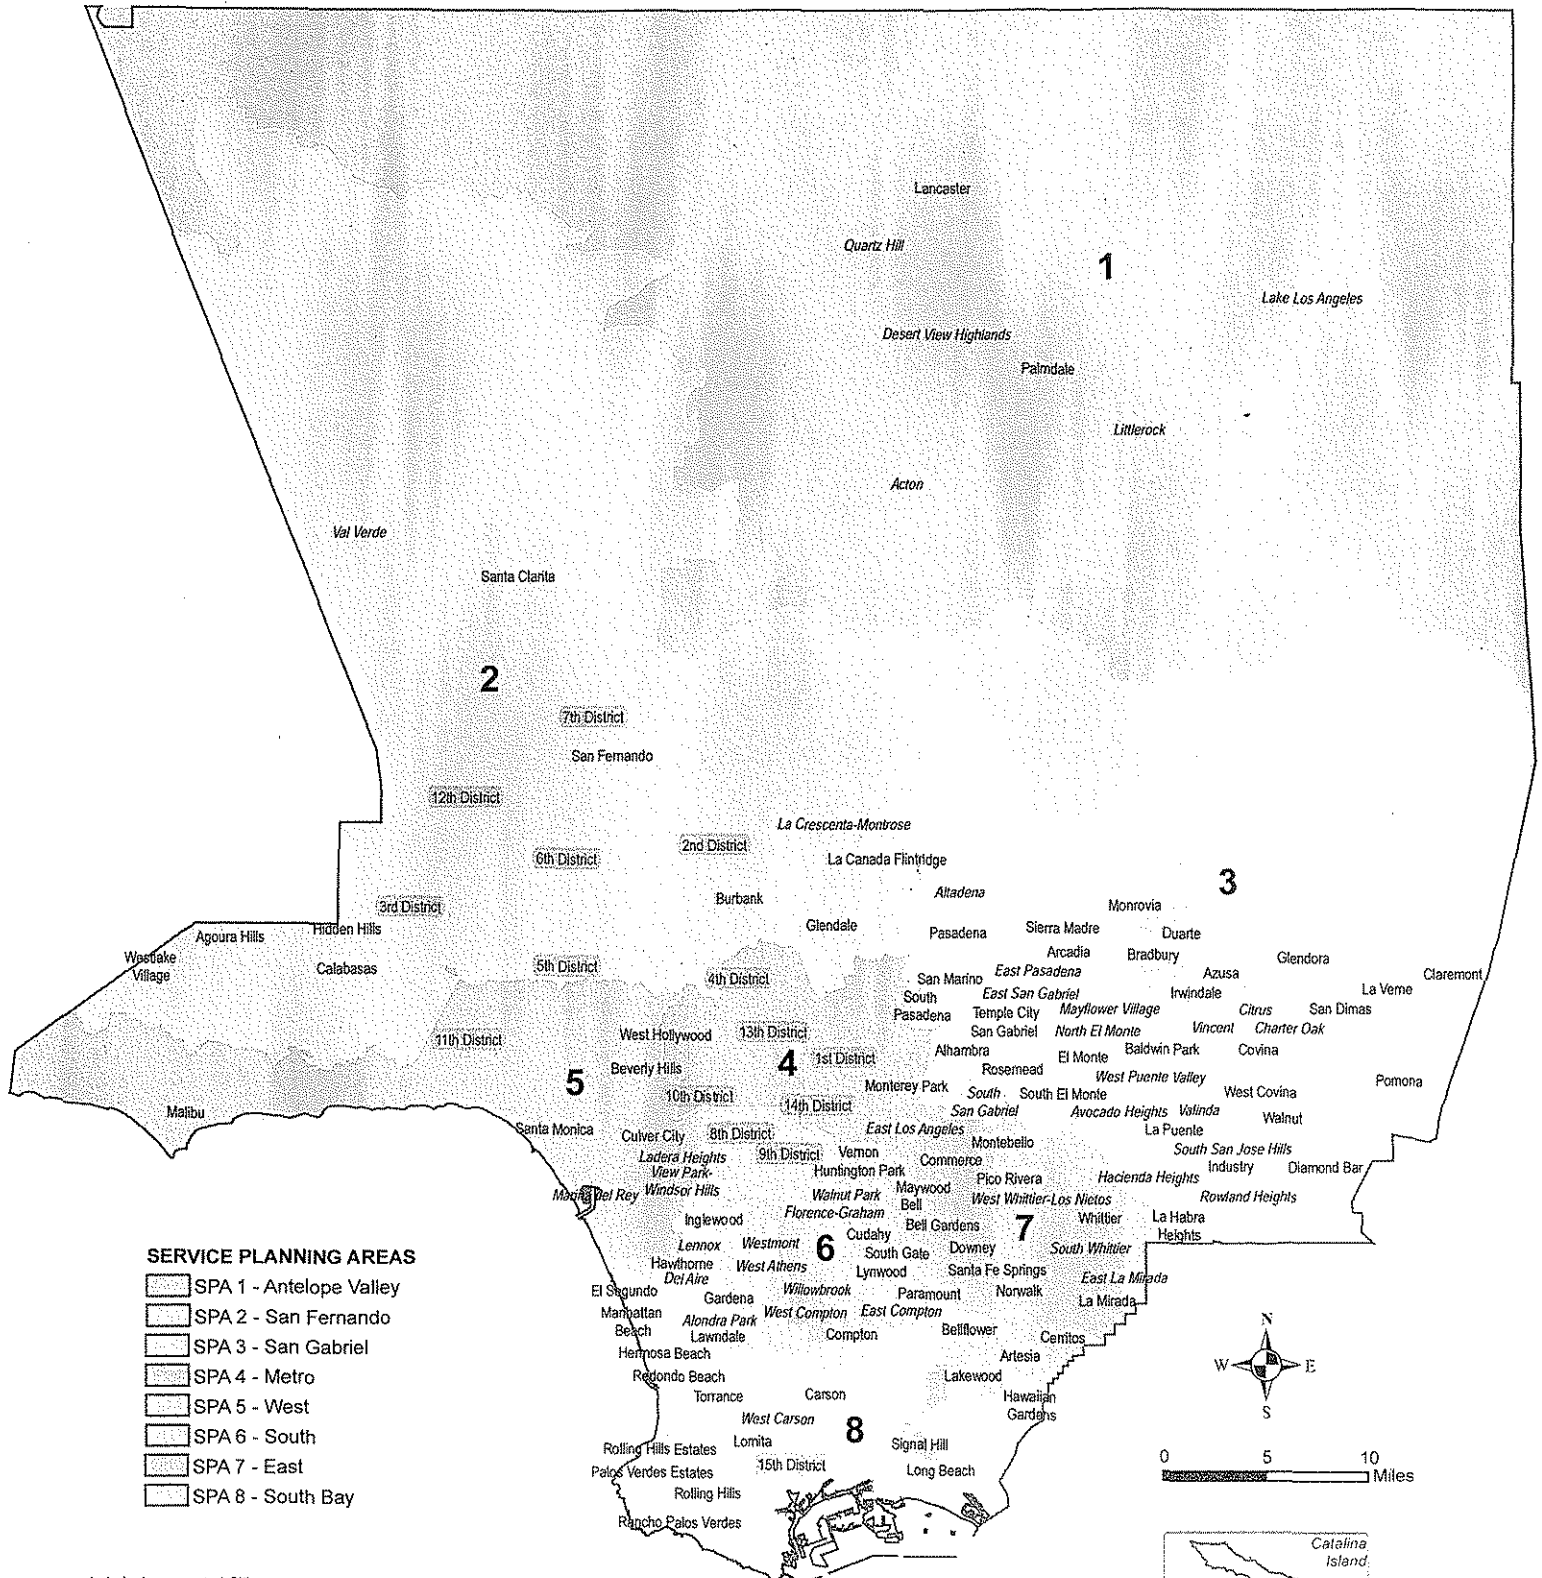 Lancaster
Quartz Hill
1
Lake Los Angeles
Desert View Highlands
Palmdale
Littlerock
Acton
Val Verde
Santa Clarita
2
7th District
San Fernando
12th District
La Crescenta-Montrose
2nd District
6th District
La Canada Flintridge
3
Altadena
Burbank
3rd District
Monrovia
Glendale
Sierra Madre
Hidden Hills
Pasadena
Duarte
Agoura Hills
Arcadia
Bradbury
Westlake
Village
Glendora
5th District
Calabasas
East Pasadena
Azusa
Claremont
4th District
San Marino
La Verne
East San Gabriel
Irwindale
South
Pasadena
Mayflower Village
Citrus
San Dimas
Temple City
San Gabriel
North El Monte
Vincent
Charter Oak
West Hollywood
13th District
11th District
Alhambra
El Monte
Baldwin Park
Covina
1st District
4
Beverly Hills
Rosemead
West Puente Valley
Pomona
5
Monterey Park
South
San Gabriel
South El Monte
West Covina
10th District
14th District
Avocado Heights
Valinda
Walnut
Malibu
Santa Monica
East Los Angeles
La Puente
Culver City
8th District
Montebello
South San Jose Hills
9th District
Vernon
Ladera Heights
Commerce
Industry
Diamond Bar
View Park-
Windsor Hills
Huntington Park
Pico Rivera
Hacienda Heights
Marina del Rey
Walnut Park
Maywood
West Whittier-Los Nietos
Rowland Heights
Bell
Florence-Graham
Inglewood
Bell Gardens
7
Whittier
La Habra
Heights
Cudahy
Lennox
Westmont
6
South Gate
Downey
South Whittier
Hawthorne
West Athens
Lynwood
Santa Fe Springs
Del Aire
East La Mirada
El Segundo
Willowbrook
Paramount
Norwalk
Gardena
La Mirada
Manhattan
Beach
West Compton
East Compton
Alondra Park
Lawndale
Compton
Bellflower
Cerritos
Hermosa Beach
Artesia
Redondo Beach
Lakewood
Torrance
Carson
Hawaiian
Gardens
West Carson
8
Rolling Hills Estates
Lomita
Signal Hill
15th District
Palos Verdes Estates
Long Beach
Rolling Hills
Rancho Palos Verdes
SERVICE PLANNING AREAS
SPA 1 - Antelope Valley
SPA 2 - San Fernando
SPA 3 - San Gabriel
SPA 4 - Metro
SPA 5 - West
SPA 6 - South
SPA 7 - East
SPA 8 - South Bay
N
W E
S
0 5 10
Miles
Catalina
Island